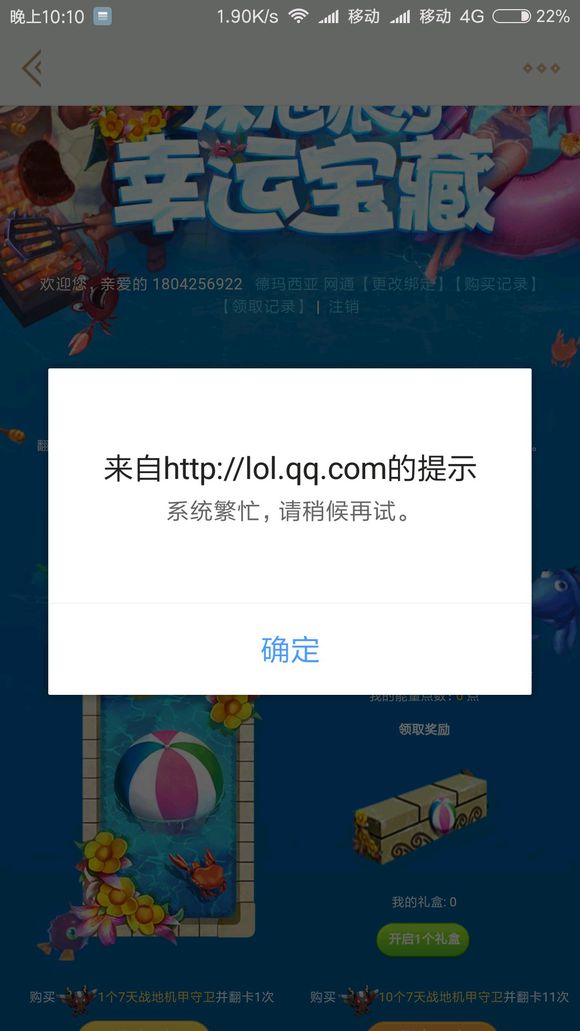 晚上10:10
1.90K/s 移动 移动 4G 22%
幸运宝藏
欢迎您，亲爱的 1804256922 德玛西亚 网通【更改绑定】【购买记录】
【领取记录】 | 注销
翻
来自http://lol.qq.com的提示
系统繁忙，请稍候再试。
确定
我的能量点数: 0 点
领取奖励
我的礼盒: 0
开启1个礼盒
购买 1个7天战地机甲守卫并翻卡1次
购买 10个7天战地机甲守卫并翻卡11次